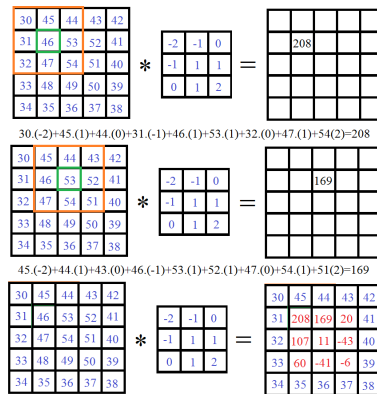 30 45 44 43 42
31 46 53 52 41
32 47 54 51 40
33 48 49 50 39
34 35 36 37 38
*
-2 -1 0
-1 1 1
0 1 2
=
208
30.(-2)+45.(1)+44.(0)+31.(-1)+46.(1)+53.(1)+32.(0)+47.(1)+54(2)=208
30 45 44 43 42
31 46 53 52 41
32 47 54 51 40
33 48 49 50 39
34 35 36 37 38
*
-2 -1 0
-1 1 1
0 1 2
=
169
45.(-2)+44.(1)+43.(0)+46.(-1)+53.(1)+52.(1)+47.(0)+54.(1)+51(2)=169
30 45 44 43 42
31 46 53 52 41
32 47 54 51 40
33 48 49 50 39
34 35 36 37 38
*
-2 -1 0
-1 1 1
0 1 2
=
30 45 44 43 42
31 208 169 20 41
32 107 11 -43 40
33 60 -41 -6 39
34 35 36 37 38